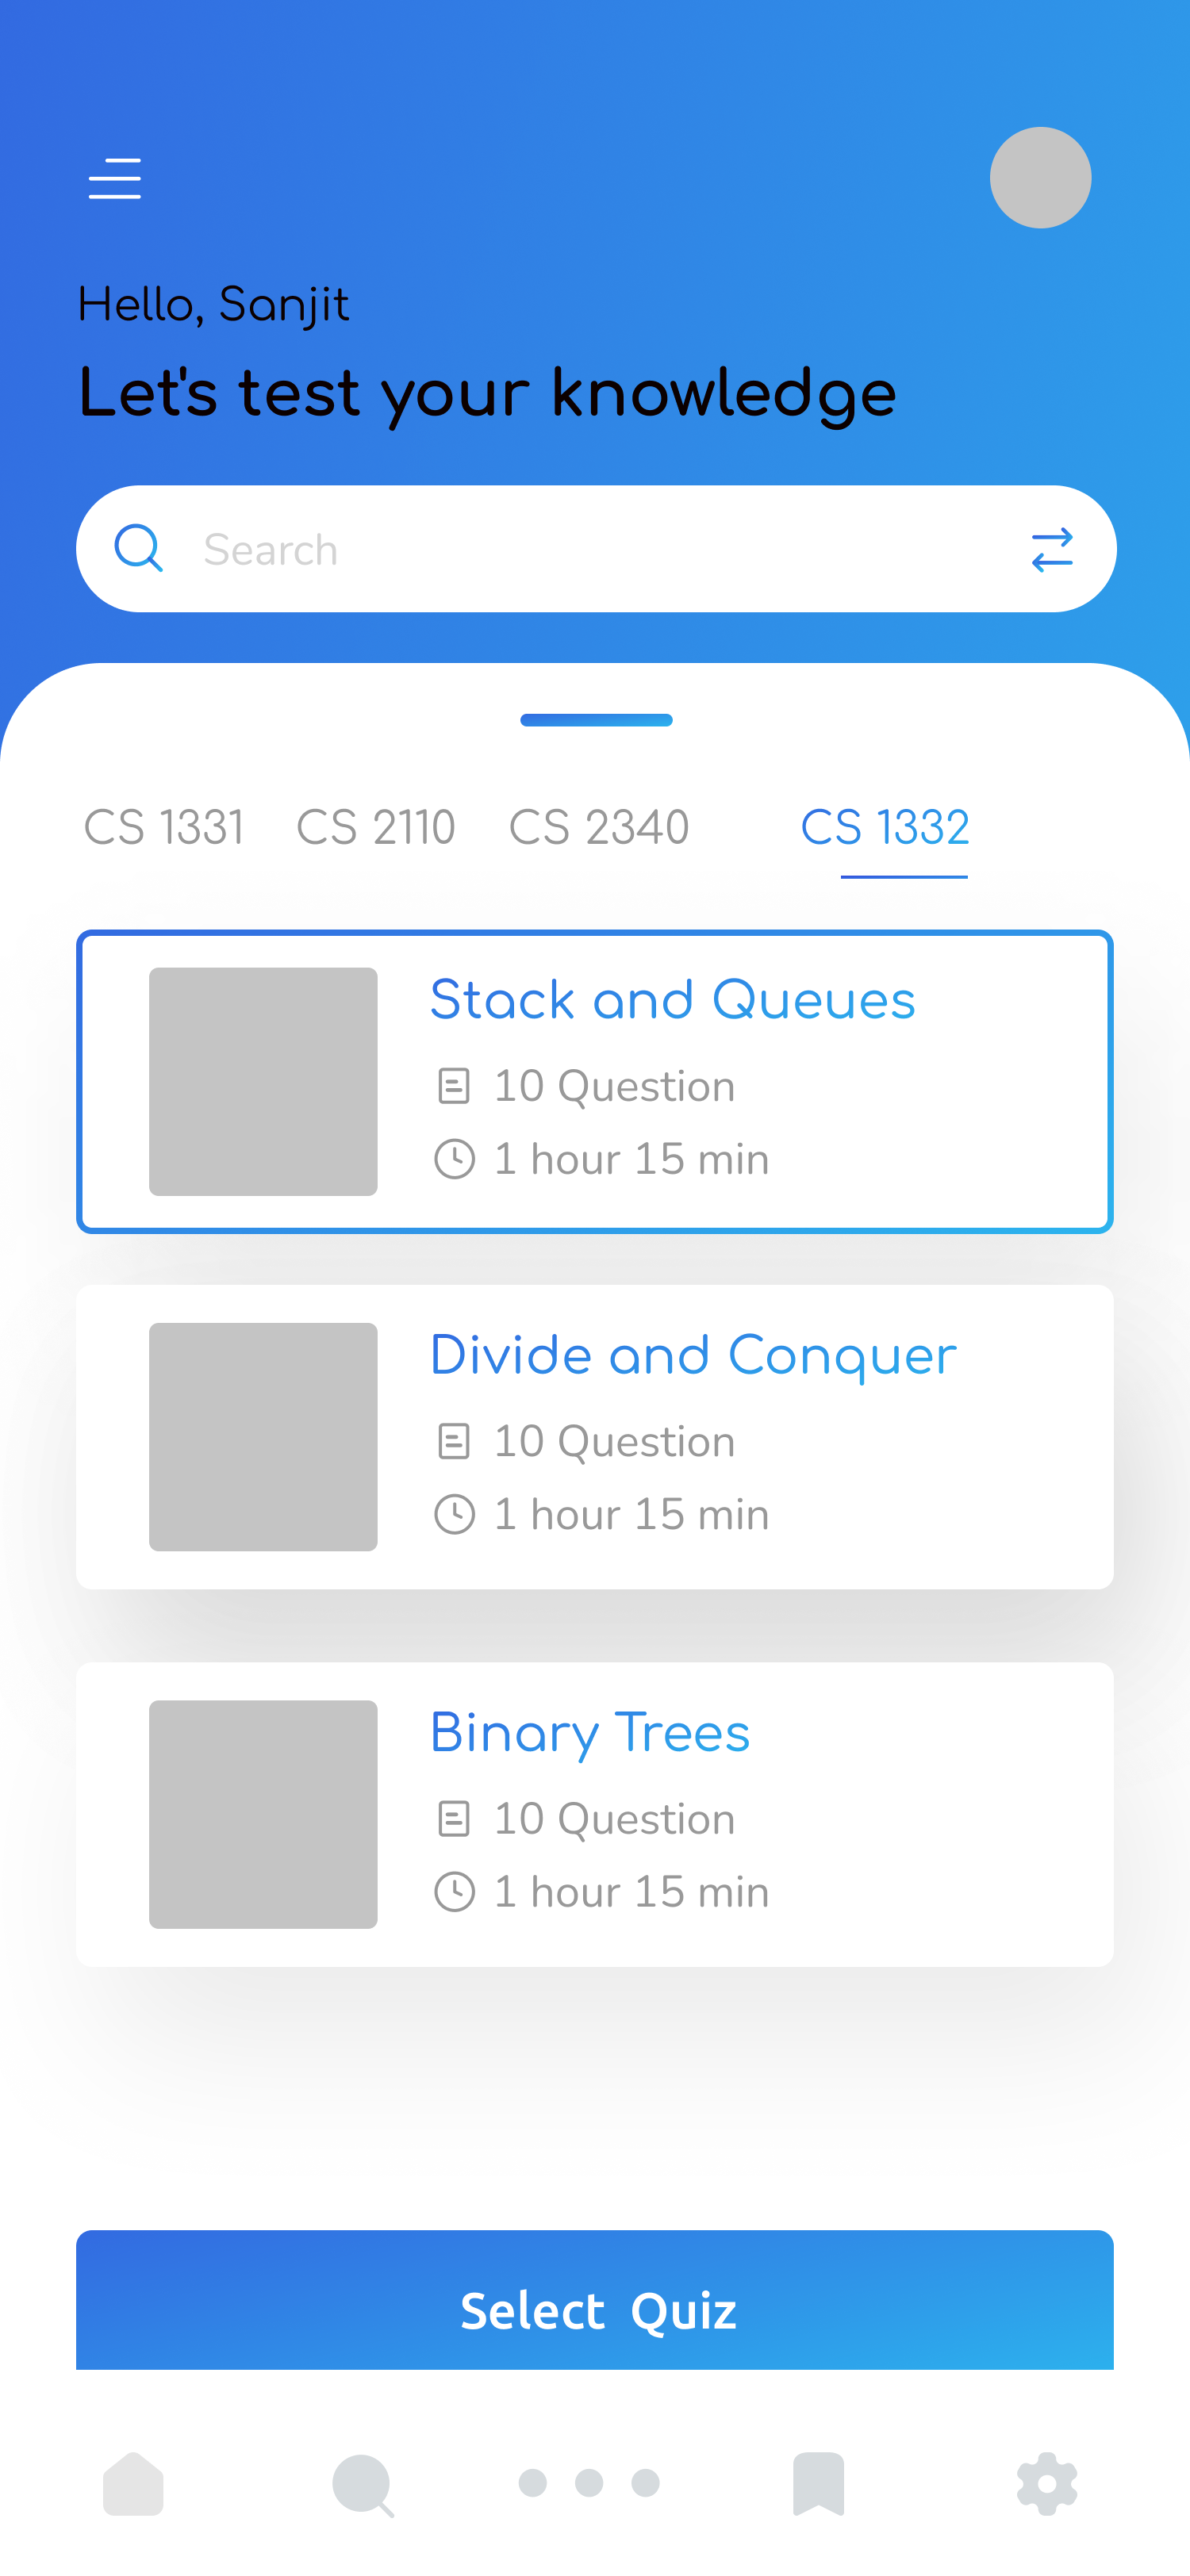 Hello, Sanjit
Let's test your knowledge
Search
CS 1331 CS 2110 CS 2340 CS 1332
Stack and Queues
10 Question
1 hour 15 min
Divide and Conquer
10 Question
1 hour 15 min
Binary Trees
10 Question
1 hour 15 min
Select Quiz